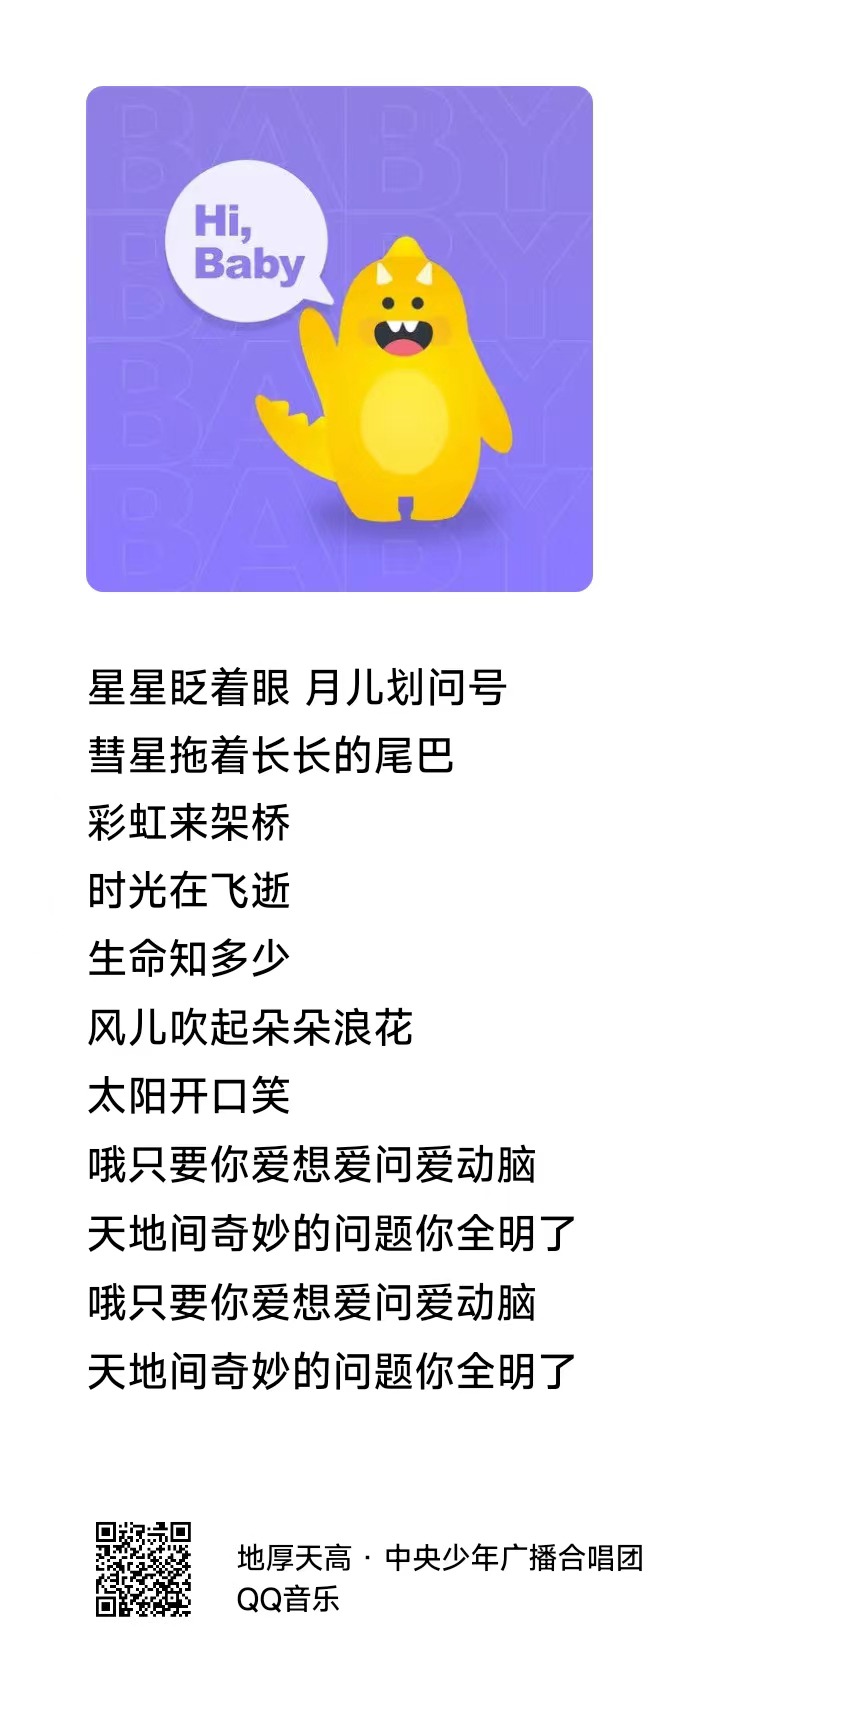 BABY
BABY
BABY
BABY
Hi,
Baby
星星眨着眼 月儿划问号
彗星拖着长长的尾巴
彩虹来架桥
时光在飞逝
生命知多少
风儿吹起朵朵浪花
太阳开口笑
哦只要你爱想爱问爱动脑
天地间奇妙的问题你全明了
哦只要你爱想爱问爱动脑
天地间奇妙的问题你全明了
地厚天高 · 中央少年广播合唱团
QQ音乐